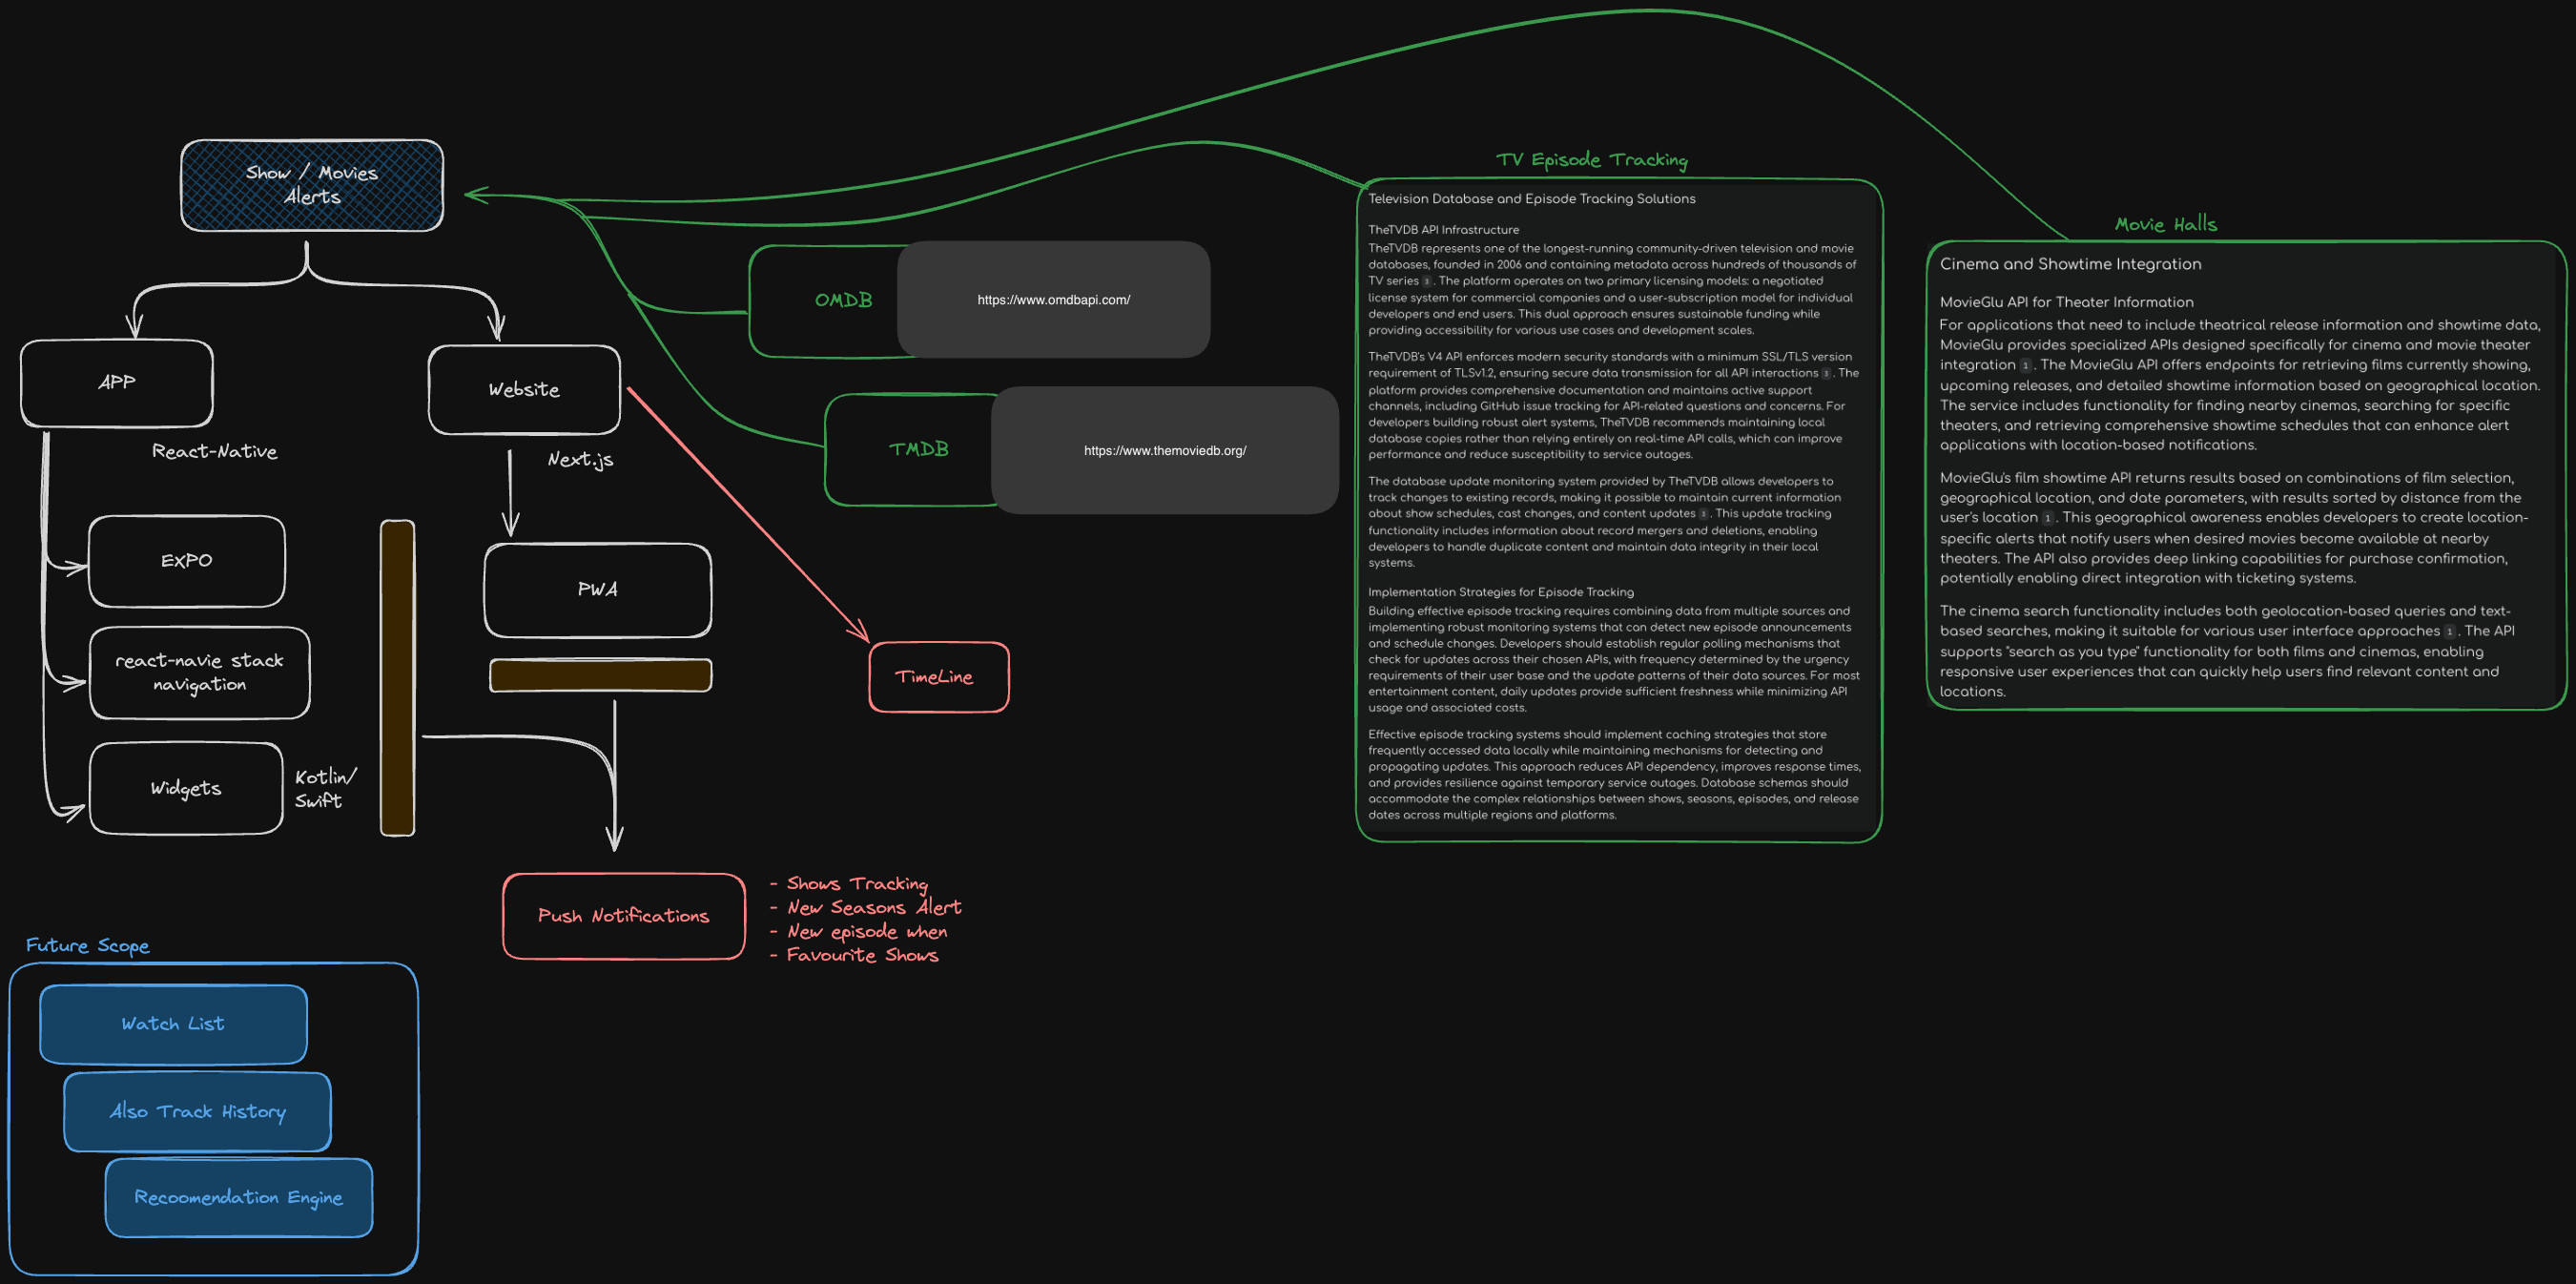 Show / Movies
Alerts
APP
React-Native
EXPO
react-navie stack
navigation
Widgets
Kotlin/
Swift
Website
Next.js
PWA
TimeLine
Push Notifications
- Shows Tracking
- New Seasons Alert
- New episode when
- Favourite Shows
Future Scope
Watch List
Also Track History
Recoomendation Engine
OMDB
https://www.omdbapi.com/
TMDB
https://www.themoviedb.org/
TV Episode Tracking
Television Database and Episode Tracking Solutions
TheTVDB API Infrastructure
TheTVDB represents one of the longest-running community-driven television and movie
databases, founded in 2006 and containing metadata across hundreds of thousands of
TV series 3. The platform operates on two primary licensing models: a negotiated
license system for commercial companies and a user-subscription model for individual
developers and end users. This dual approach ensures sustainable funding while
providing accessibility for various use cases and development scales.
TheTVDB's V4 API enforces modern security standards with a minimum SSL/TLS version
requirement of TLSv1.2, ensuring secure data transmission for all API interactions 3. The
platform provides comprehensive documentation and maintains active support
channels, including GitHub issue tracking for API-related questions and concerns. For
developers building robust alert systems, TheTVDB recommends maintaining local
database copies rather than relying entirely on real-time API calls, which can improve
performance and reduce susceptibility to service outages.
The database update monitoring system provided by TheTVDB allows developers to
track changes to existing records, making it possible to maintain current information
about show schedules, cast changes, and content updates 3. This update tracking
functionality includes information about record mergers and deletions, enabling
developers to handle duplicate content and maintain data integrity in their local
systems.
Implementation Strategies for Episode Tracking
Building effective episode tracking requires combining data from multiple sources and
implementing robust monitoring systems that can detect new episode announcements
and schedule changes. Developers should establish regular polling mechanisms that
check for updates across their chosen APIs, with frequency determined by the urgency
requirements of their user base and the update patterns of their data sources. For most
entertainment content, daily updates provide sufficient freshness while minimizing API
usage and associated costs.
Effective episode tracking systems should implement caching strategies that store
frequently accessed data locally while maintaining mechanisms for detecting and
propagating updates. This approach reduces API dependency, improves response times,
and provides resilience against temporary service outages. Database schemas should
accommodate the complex relationships between shows, seasons, episodes, and release
dates across multiple regions and platforms.
Movie Halls
Cinema and Showtime Integration
MovieGlu API for Theater Information
For applications that need to include theatrical release information and showtime data,
MovieGlu provides specialized APIs designed specifically for cinema and movie theater
integration 1. The MovieGlu API offers endpoints for retrieving films currently showing,
upcoming releases, and detailed showtime information based on geographical location.
The service includes functionality for finding nearby cinemas, searching for specific
theaters, and retrieving comprehensive showtime schedules that can enhance alert
applications with location-based notifications.
MovieGlu's film showtime API returns results based on combinations of film selection,
geographical location, and date parameters, with results sorted by distance from the
user's location 1. This geographical awareness enables developers to create location-
specific alerts that notify users when desired movies become available at nearby
theaters. The API also provides deep linking capabilities for purchase confirmation,
potentially enabling direct integration with ticketing systems.
The cinema search functionality includes both geolocation-based queries and text-
based searches, making it suitable for various user interface approaches 1. The API
supports "search as you type" functionality for both films and cinemas, enabling
responsive user experiences that can quickly help users find relevant content and
locations.